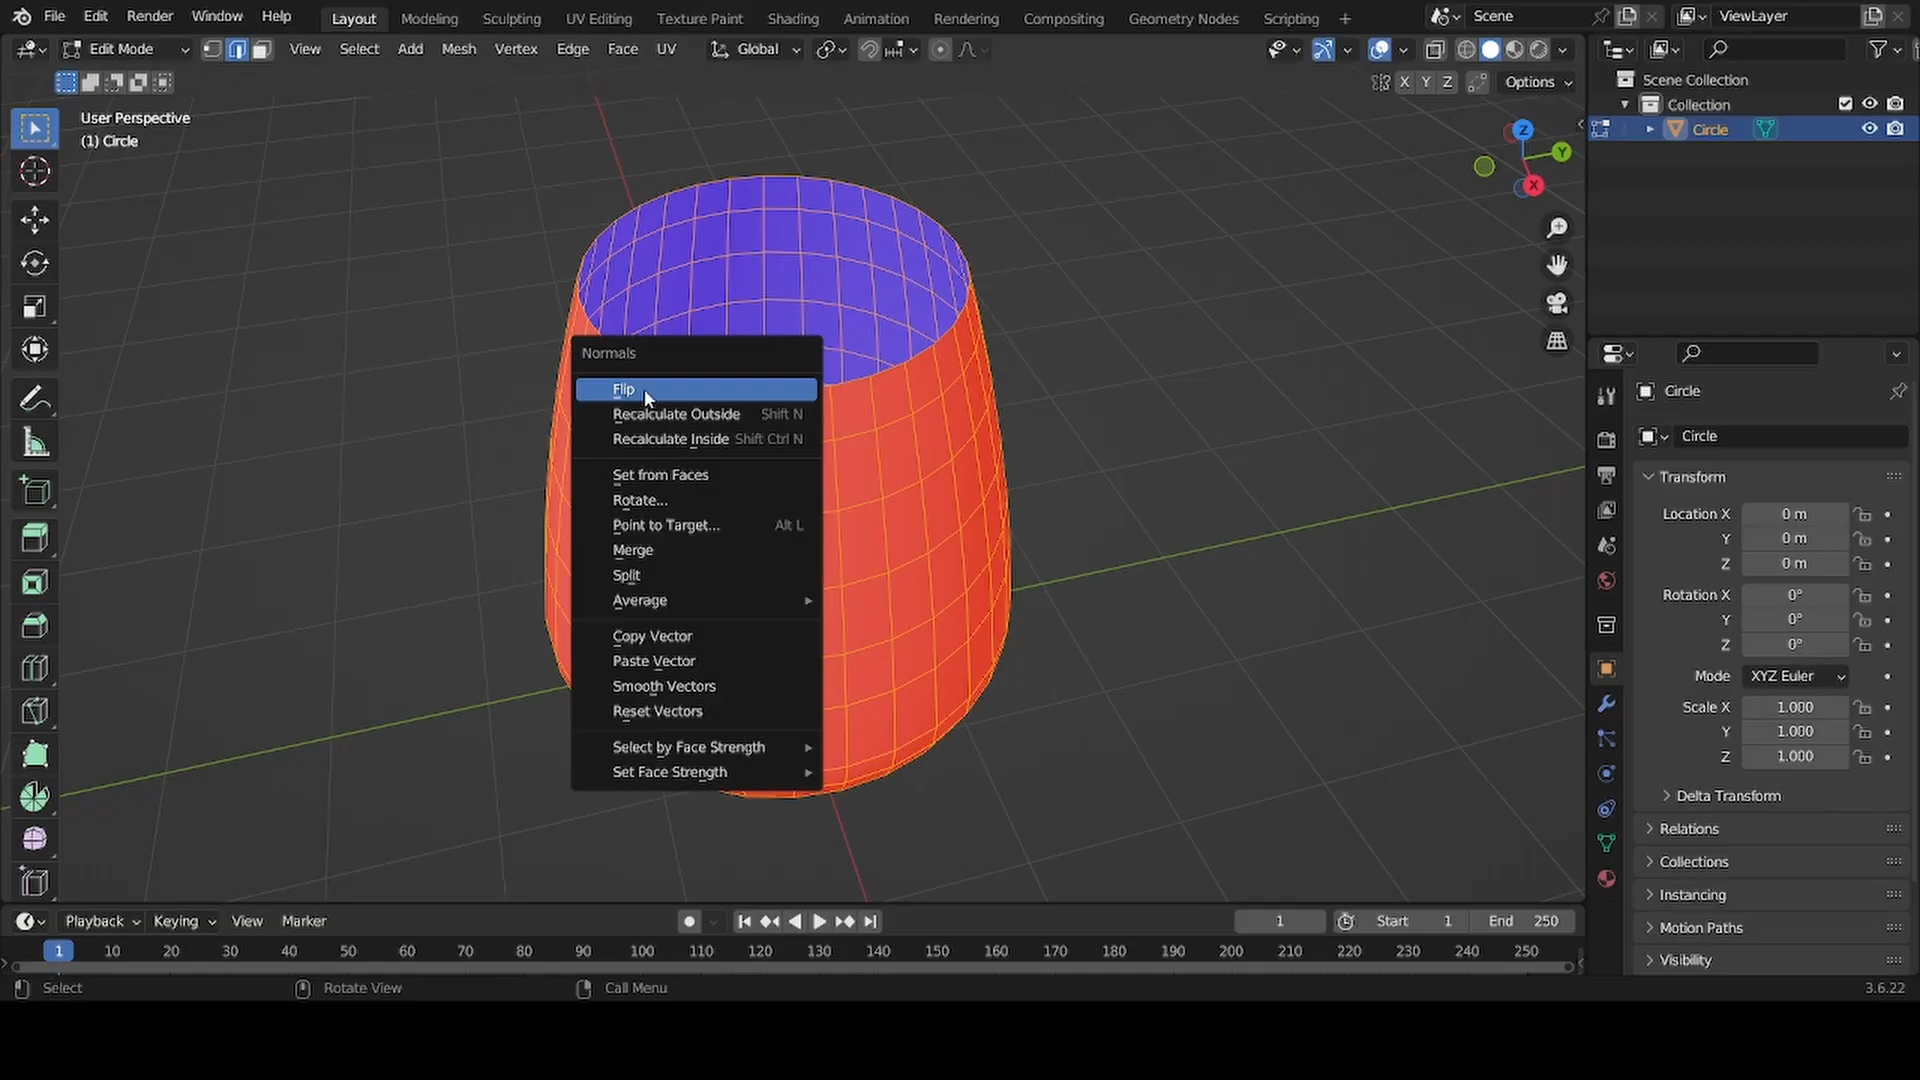 File Edit Render Window Help Layout Modeling Sculpting UV Editing Texture Paint Shading Animation Rendering Compositing Geometry Nodes Scripting + Scene ViewLayer
Edit Mode View Select Add Mesh Vertex Edge Face UV Global
X Y Z Options
User Perspective
(1) Circle
Z
Y
X
Scene Collection
Collection
Circle
Normals
Flip
Recalculate Outside Shift N
Recalculate Inside Shift Ctrl N
Set from Faces
Rotate...
Point to Target... Alt L
Merge
Split
Average
Copy Vector
Paste Vector
Smooth Vectors
Reset Vectors
Select by Face Strength
Set Face Strength
Circle
Circle
Transform
Location X 0 m
Y 0 m
Z 0 m
Rotation X 0°
Y 0°
Z 0°
Mode XYZ Euler
Scale X 1.000
Y 1.000
Z 1.000
Delta Transform
Relations
Collections
Instancing
Motion Paths
Visibility
Playback Keying View Marker 1 Start 1 End 250
1 10 20 30 40 50 60 70 80 90 100 110 120 130 140 150 160 170 180 190 200 210 220 230 240 250
Select Rotate View Call Menu 3.6.22